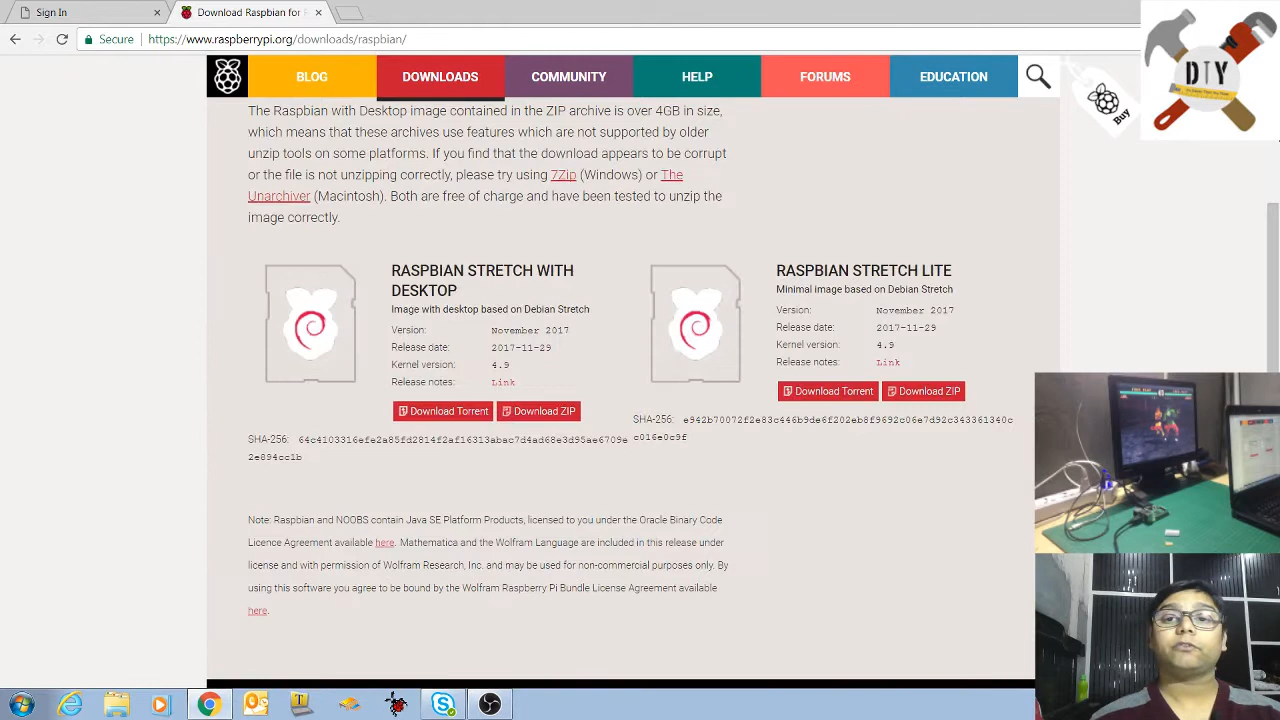 Sign In
Download Raspbian for
Secure
https://www.raspberrypi.org/downloads/raspbian/
BLOG
DOWNLOADS
COMMUNITY
HELP
FORUMS
EDUCATION
Buy
DIY
The Raspbian with Desktop image contained in the ZIP archive is over 4GB in size,
which means that these archives use features which are not supported by older
unzip tools on some platforms. If you find that the download appears to be corrupt
or the file is not unzipping correctly, please try using 7Zip (Windows) or The
Unarchiver (Macintosh). Both are free of charge and have been tested to unzip the
image correctly.
RASPBIAN STRETCH WITH
DESKTOP
Image with desktop based on Debian Stretch
Version: November 2017
Release date: 2017-11-29
Kernel version: 4.9
Release notes: Link
Download Torrent
Download ZIP
SHA-256: 64c4103316efe2a85fd2814f2af16313abac7d4ad68e3d95ae6709e
2e894cc1b
RASPBIAN STRETCH LITE
Minimal image based on Debian Stretch
Version: November 2017
Release date: 2017-11-29
Kernel version: 4.9
Release notes: Link
Download Torrent
Download ZIP
SHA-256: e942b70072f2e83c446b9de6f202eb8f9692c06e7d92c343361340c
c016e0c9f
Note: Raspbian and NOOBS contain Java SE Platform Products, licensed to you under the Oracle Binary Code
Licence Agreement available here. Mathematica and the Wolfram Language are included in this release under
license and with permission of Wolfram Research, Inc. and may be used for non-commercial purposes only. By
using this software you agree to be bound by the Wolfram Raspberry Pi Bundle License Agreement available
here.